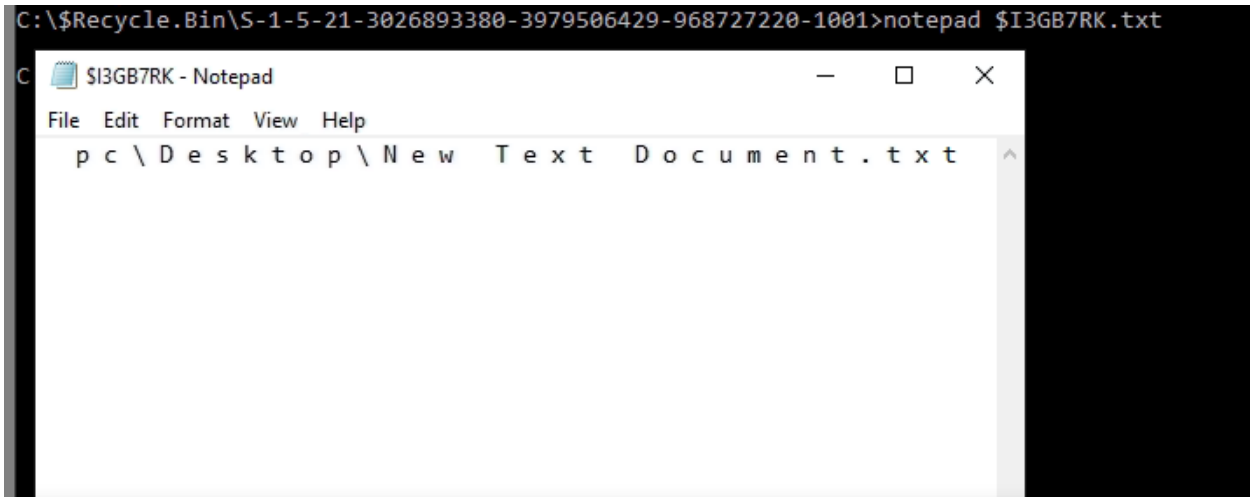 C:\$Recycle.Bin\S-1-5-21-3026893380-3979506429-968727220-1001>notepad $I3GB7RK.txt
C
$I3GB7RK - Notepad
File Edit Format View Help
p c \ D e s k t o p \ N e w   T e x t   D o c u m e n t . t x t